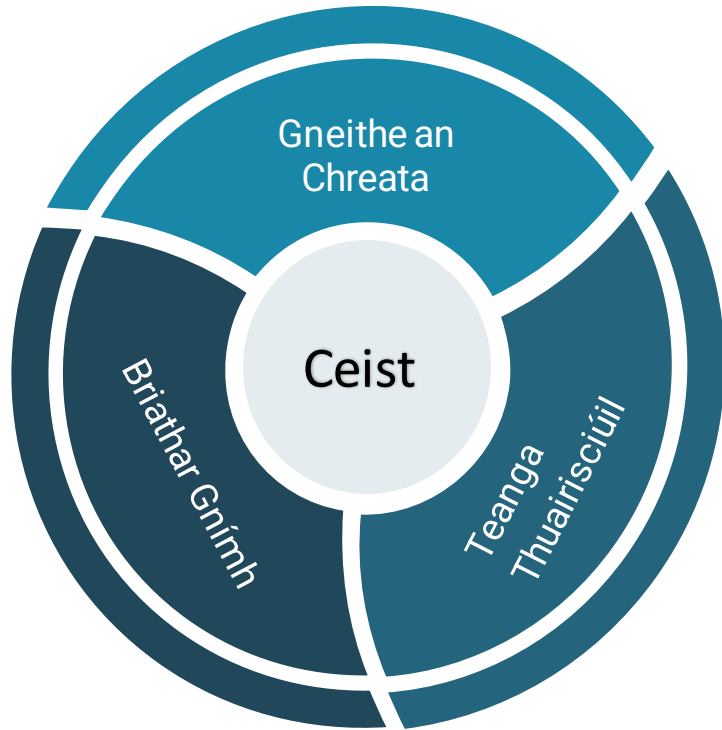 Gneithe an
Chreata
Ceist
Briathar Gnímh
Teanga
Thuairisciúil